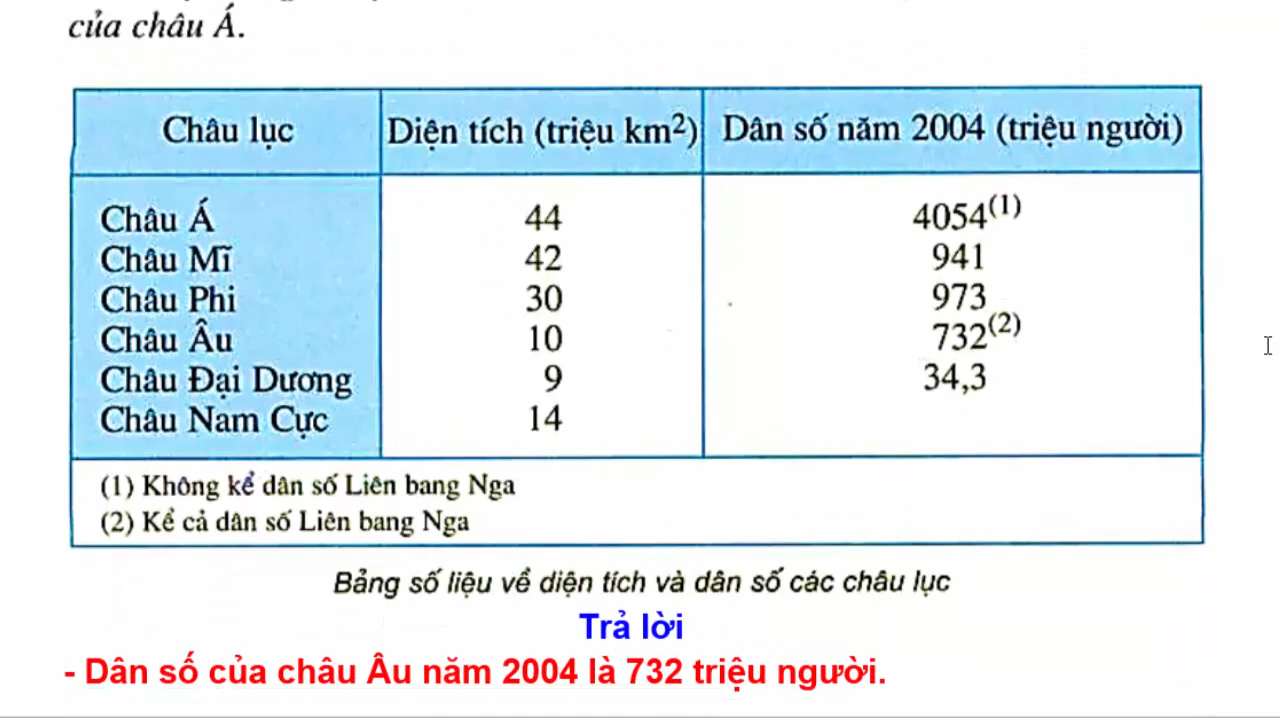 của châu Á.
Châu lục Diện tích (triệu km²) Dân số năm 2004 (triệu người)
Châu Á 44 4054(1)
Châu Mĩ 42 941
Châu Phi 30 973
Châu Âu 10 732(2)
Châu Đại Dương 9 34,3
Châu Nam Cực 14
(1) Không kể dân số Liên bang Nga
(2) Kể cả dân số Liên bang Nga
Bảng số liệu về diện tích và dân số các châu lục
Trả lời
- Dân số của châu Âu năm 2004 là 732 triệu người.